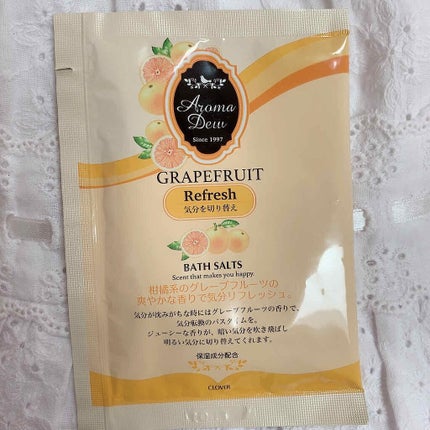 Aroma
Dew
Since 1997
GRAPEFRUIT
Refresh
気分を切り替え
BATH SALTS
Scent that makes you happy.
柑橘系のグレープフルーツの
爽やかな香りで気分リフレッシュ。
気分が沈みがちな時にはグレープフルーツの香りで、
気分転換のバスタイムを。
ジューシーな香りが、暗い気分を吹き飛ばし
明るい気分に切り替えてくれます。
保湿成分配合
CLOVER